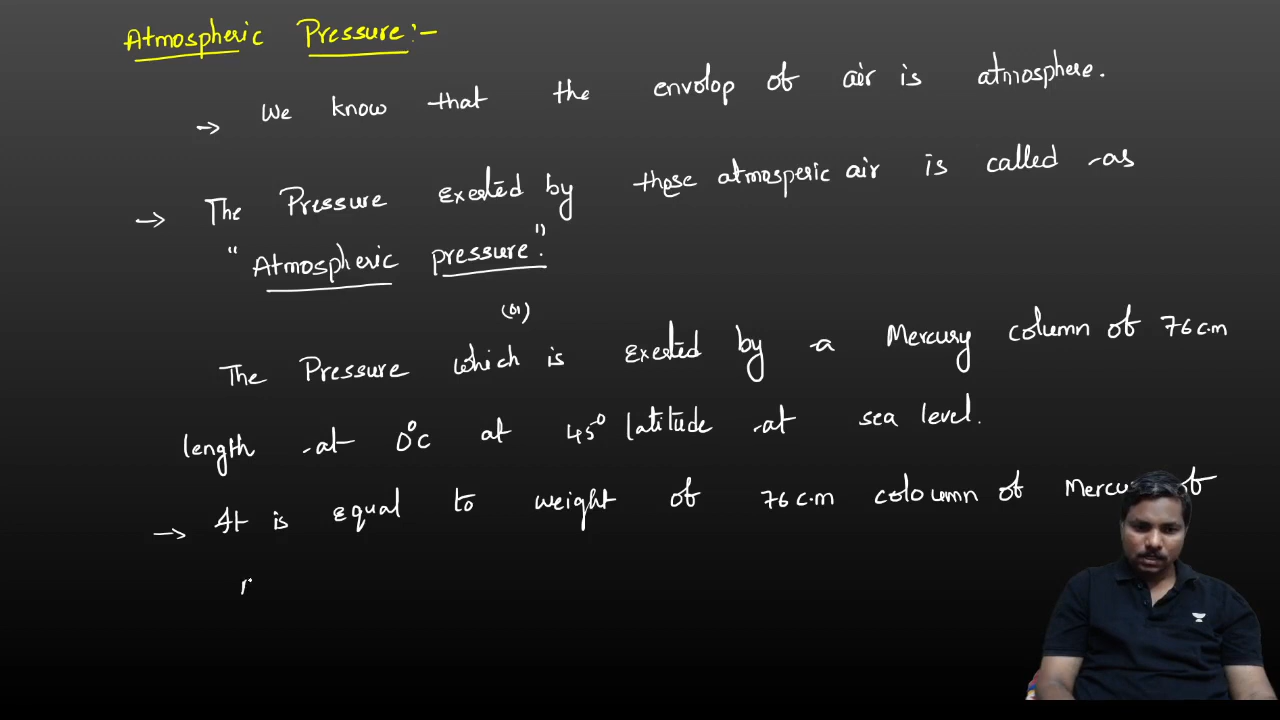 Atmospheric Pressure:-
→ We know that the envolop of air is atmosphere.
→ The Pressure exerted by these atmosperic air is called as
"Atmospheric pressure."
(or)
The Pressure which is Exerted by a Mercury column of 76 c.m
length at 0°C at 45° latitude at sea level.
→ It is equal to weight of 76 c.m coloumn of of